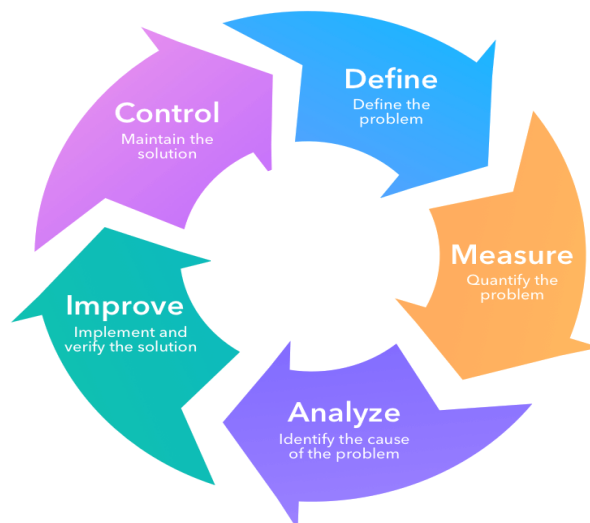 Define
Define the
problem
Measure
Quantify the
problem
Analyze
Identify the cause
of the problem
Improve
Implement and
verify the solution
Control
Maintain the
solution